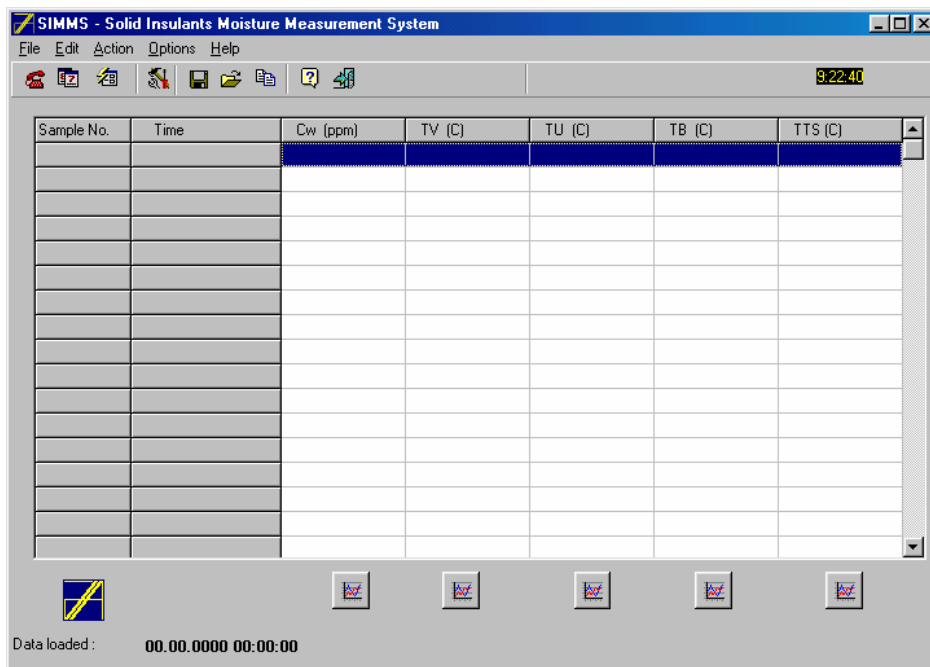 SIMMS - Solid Insulants Moisture Measurement System
File Edit Action Options Help
9:22:40
Sample No. Time Cw (ppm) TV (C) TU (C) TB (C) TTS (C)
Data loaded : 00.00.0000 00:00:00